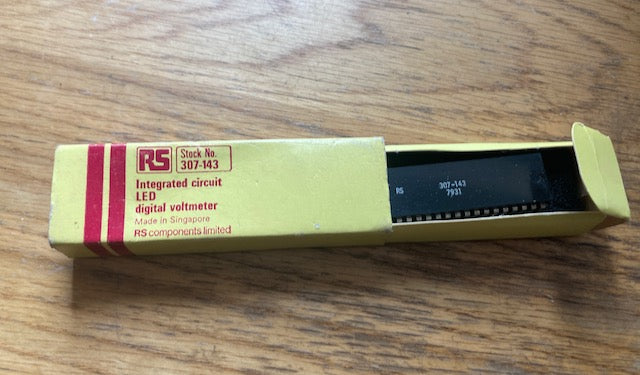 RS
Stock No.
307-143
Integrated circuit
LED
digital voltmeter
Made in Singapore
RS components limited
RS 307-143
7931